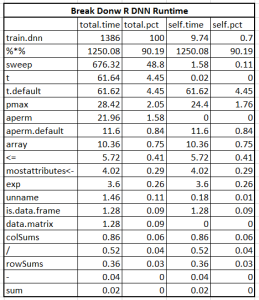 Break Donw R DNN Runtime
total.time total.pct self.time self.pct
train.dnn 1386 100 9.74 0.7
%*% 1250.08 90.19 1250.08 90.19
sweep 676.32 48.8 1.58 0.11
t 61.64 4.45 0.02 0
t.default 61.62 4.45 61.62 4.45
pmax 28.42 2.05 24.4 1.76
aperm 21.96 1.58 0 0
aperm.default 11.6 0.84 11.6 0.84
array 10.36 0.75 10.36 0.75
<= 5.72 0.41 5.72 0.41
mostattributes<- 4.02 0.29 4.02 0.29
exp 3.6 0.26 3.6 0.26
unname 1.46 0.11 0.18 0.01
is.data.frame 1.28 0.09 1.28 0.09
data.matrix 1.28 0.09 0 0
colSums 0.86 0.06 0.86 0.06
/ 0.52 0.04 0.52 0.04
rowSums 0.36 0.03 0.36 0.03
- 0.04 0 0.04 0
sum 0.02 0 0.02 0